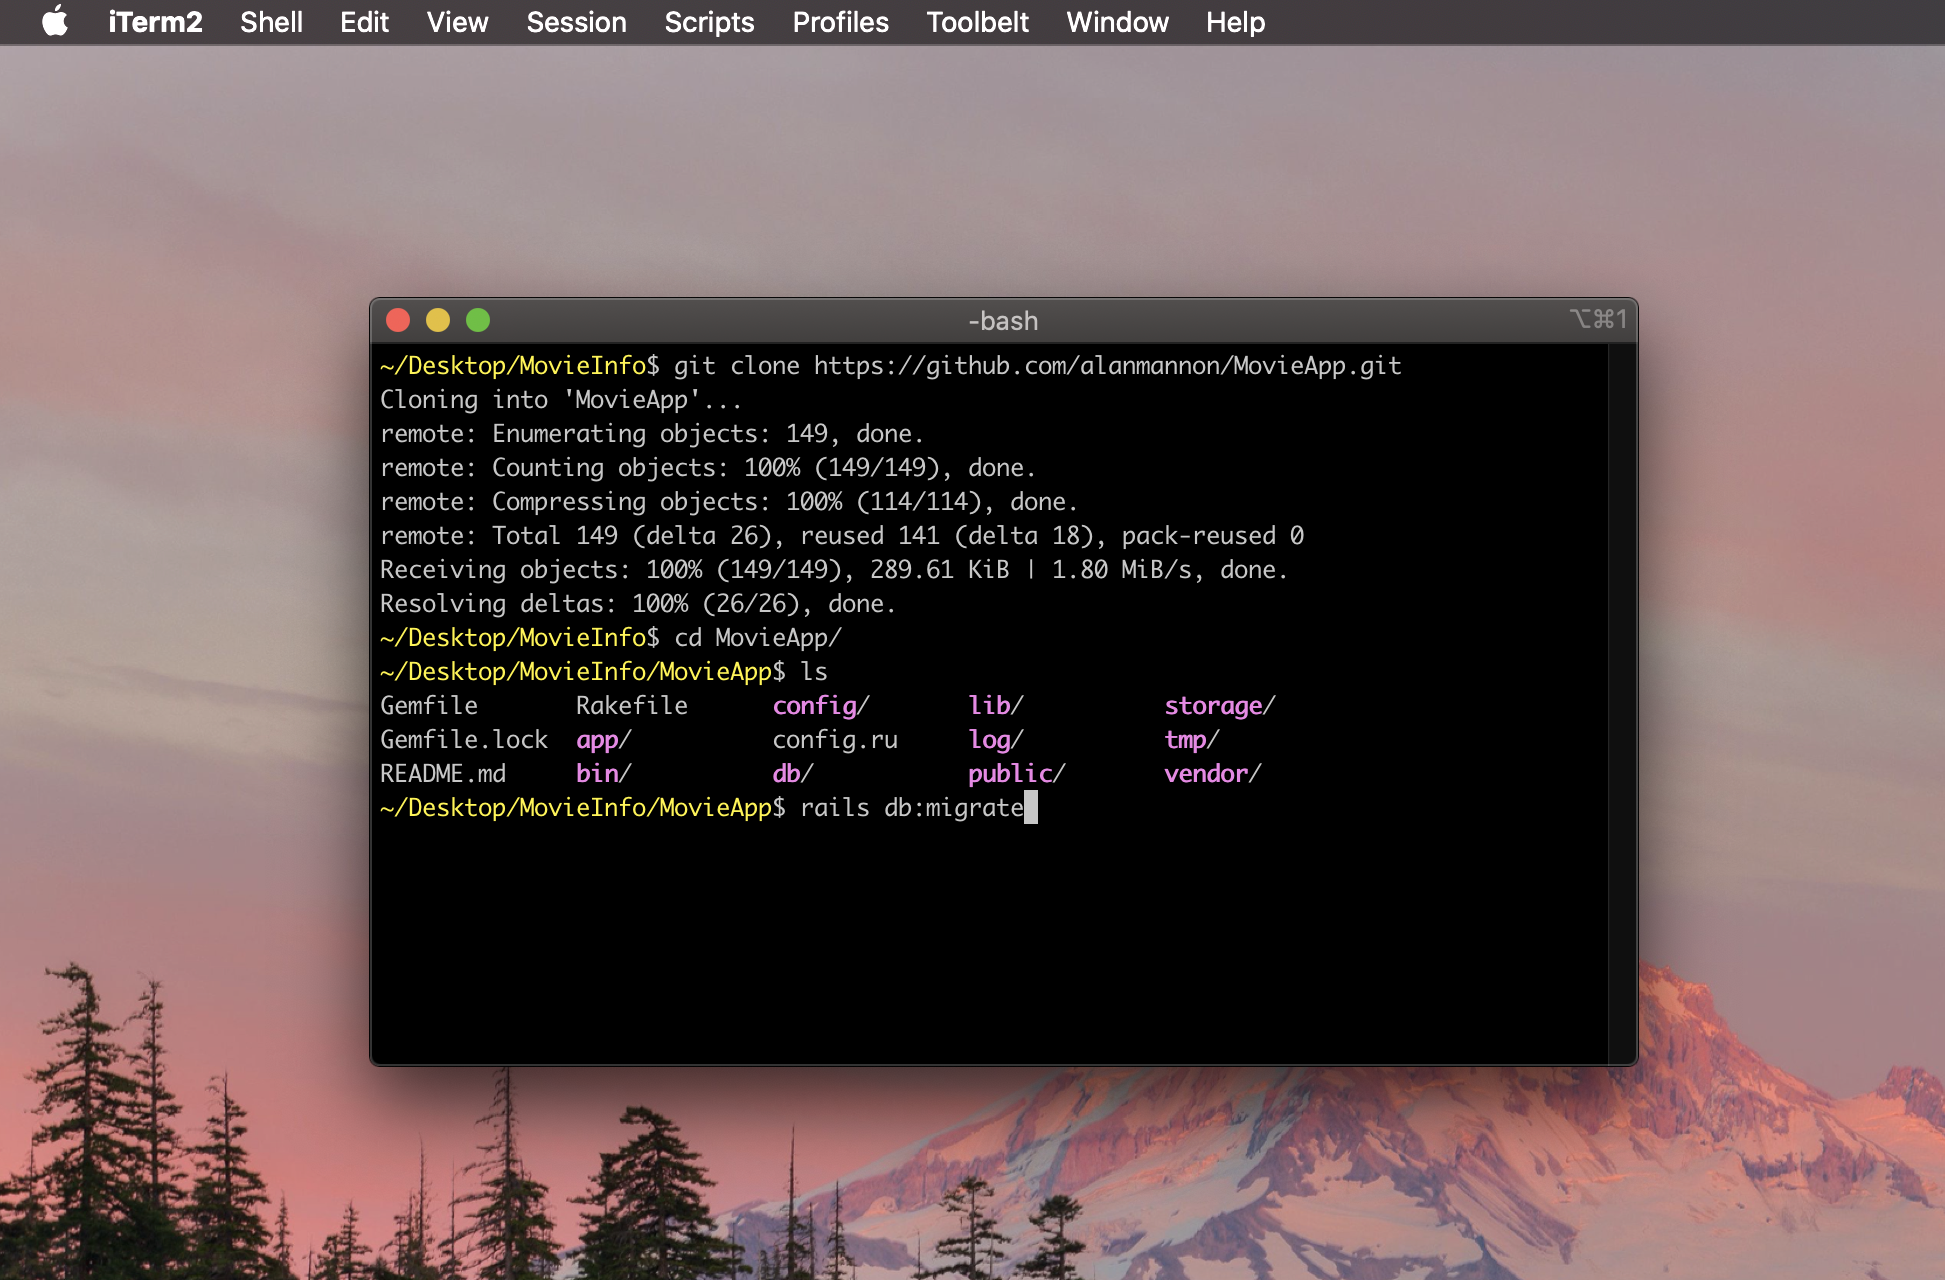 iTerm2 Shell Edit View Session Scripts Profiles Toolbelt Window Help
-bash ⌥⌘1
~/Desktop/MovieInfo$ git clone https://github.com/alanmannon/MovieApp.git
Cloning into 'MovieApp'...
remote: Enumerating objects: 149, done.
remote: Counting objects: 100% (149/149), done.
remote: Compressing objects: 100% (114/114), done.
remote: Total 149 (delta 26), reused 141 (delta 18), pack-reused 0
Receiving objects: 100% (149/149), 289.61 KiB | 1.80 MiB/s, done.
Resolving deltas: 100% (26/26), done.
~/Desktop/MovieInfo$ cd MovieApp/
~/Desktop/MovieInfo/MovieApp$ ls
Gemfile Rakefile config/ lib/ storage/
Gemfile.lock app/ config.ru log/ tmp/
README.md bin/ db/ public/ vendor/
~/Desktop/MovieInfo/MovieApp$ rails db:migrate